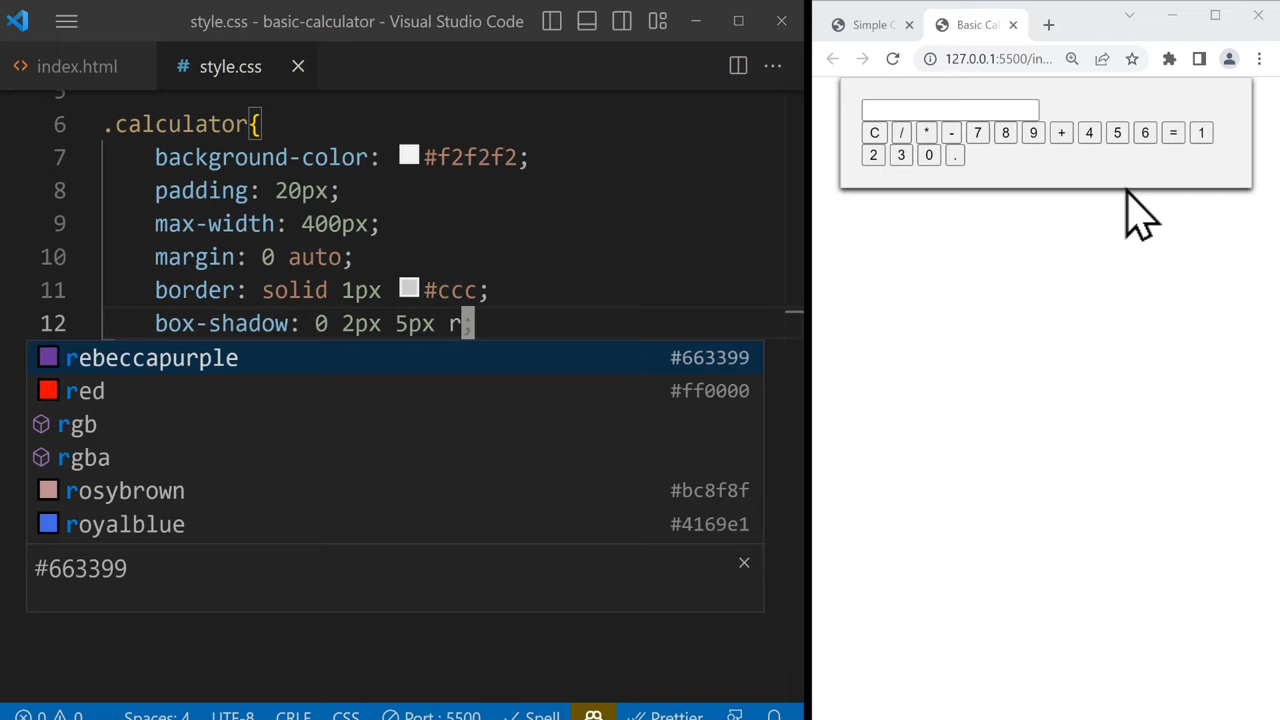 style.css - basic-calculator - Visual Studio Code
index.html
# style.css
5
6 .calculator{
7 background-color: #f2f2f2;
8 padding: 20px;
9 max-width: 400px;
10 margin: 0 auto;
11 border: solid 1px #ccc;
12 box-shadow: 0 2px 5px r;
rebeccapurple #663399
red #ff0000
rgb
rgba
rosybrown #bc8f8f
royalblue #4169e1
#663399
0 0 Spaces: 4 UTF-8 CRLF CSS Port : 5500 Spell Prettier
Simple C
Basic Cal
127.0.0.1:5500/in...
C / * - 7 8 9 + 4 5 6 = 1
2 3 0 .